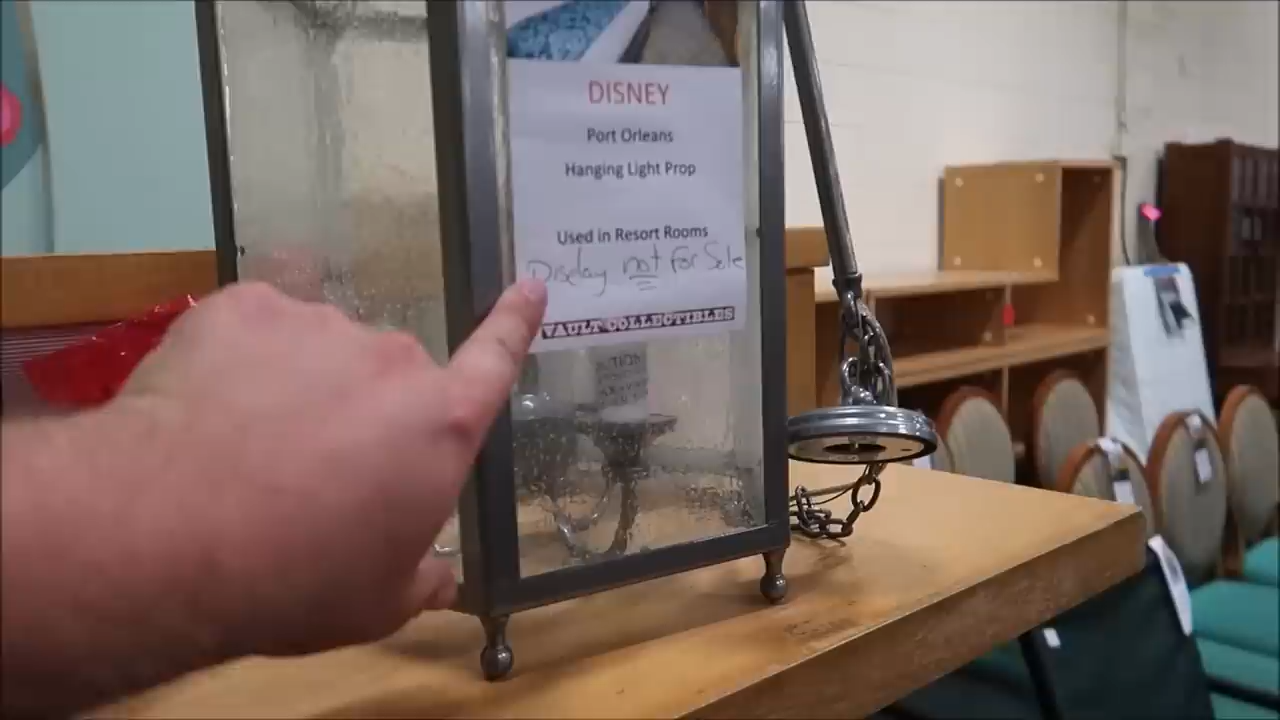 DISNEY
Port Orleans
Hanging Light Prop
Used in Resort Rooms
Display not For Sale
VAULT COLLECTIBLES